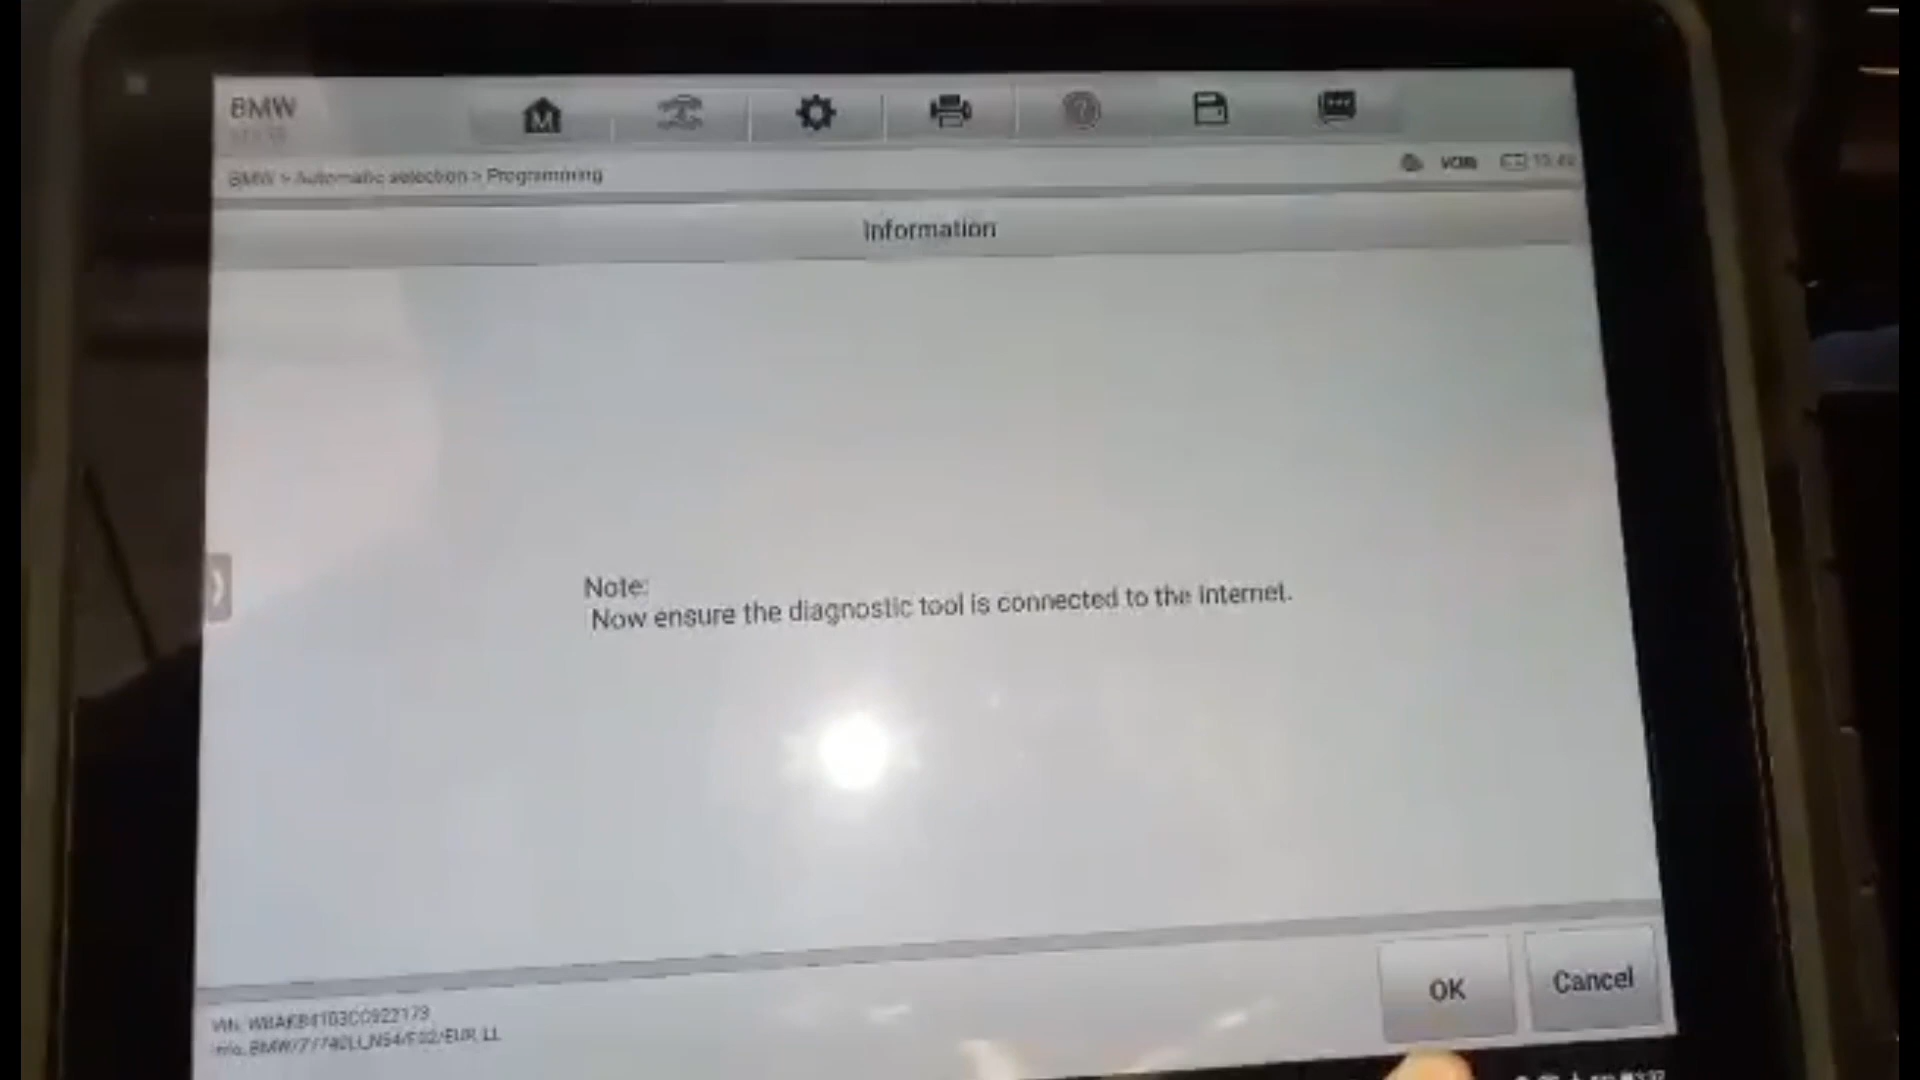 BMW
BMW > Automatic selection > Programming
VCMI
Information
Note:
Now ensure the diagnostic tool is connected to the Internet.
OK
Cancel